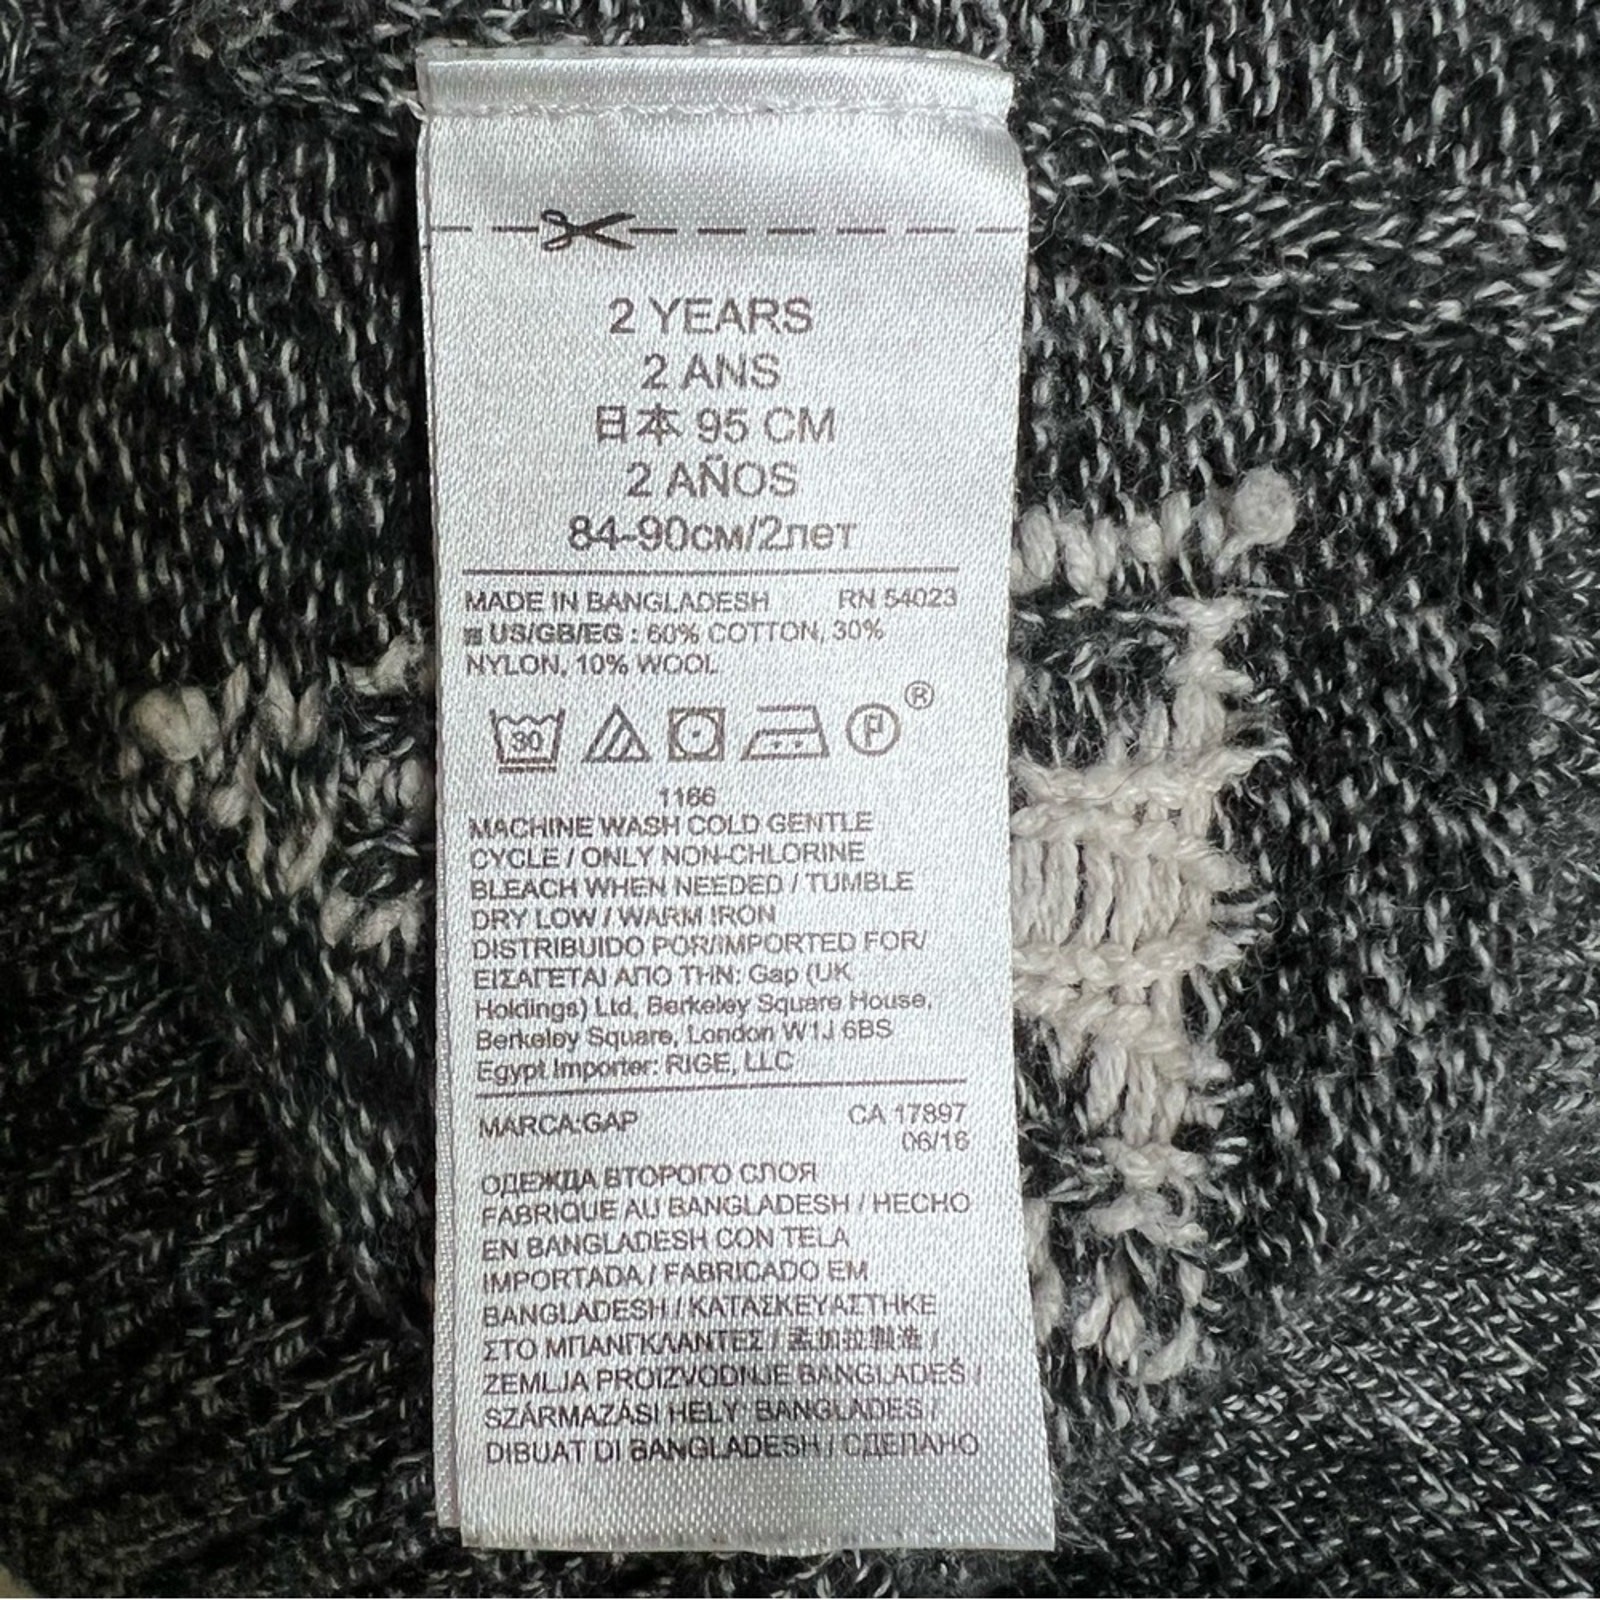 2 YEARS
2 ANS
日本 95 CM
2 AÑOS
84-90см/2лет
MADE IN BANGLADESH RN 54023
US/GB/EG : 60% COTTON, 30%
NYLON, 10% WOOL
30 P ®
1166
MACHINE WASH COLD GENTLE
CYCLE / ONLY NON-CHLORINE
BLEACH WHEN NEEDED / TUMBLE
DRY LOW / WARM IRON
DISTRIBUIDO POR/IMPORTED FOR/
ΕΙΣΑΓΕΤΑΙ ΑΠΟ ΤΗΝ: Gap (UK
Holdings) Ltd, Berkeley Square House,
Berkeley Square, London W1J 6BS
Egypt Importer: RIGE, LLC
MARCA:GAP CA 17897
06/16
ОДЕЖДА ВТОРОГО СЛОЯ
FABRIQUE AU BANGLADESH / HECHO
EN BANGLADESH CON TELA
IMPORTADA / FABRICADO EM
BANGLADESH / ΚΑΤΑΣΚΕΥΑΣΤΗΚΕ
ΣΤΟ ΜΠΑΝΓΚΛΑΝΤΕΣ / 孟加拉製造 /
ZEMLJA PROIZVODNJE BANGLADEŠ /
SZÁRMAZÁSI HELY: BANGLADES /
DIBUAT DI BANGLADESH / СДЕЛАНО